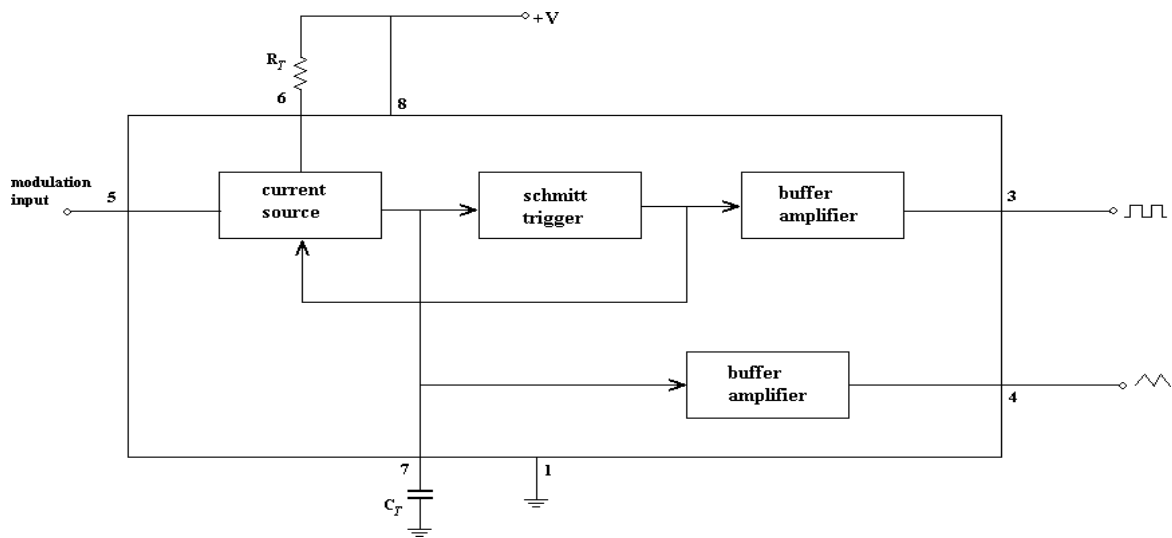 +V
R_T
6
8
modulation
input
5
current
source
schmitt
trigger
buffer
amplifier
3
buffer
amplifier
4
7
1
C_T